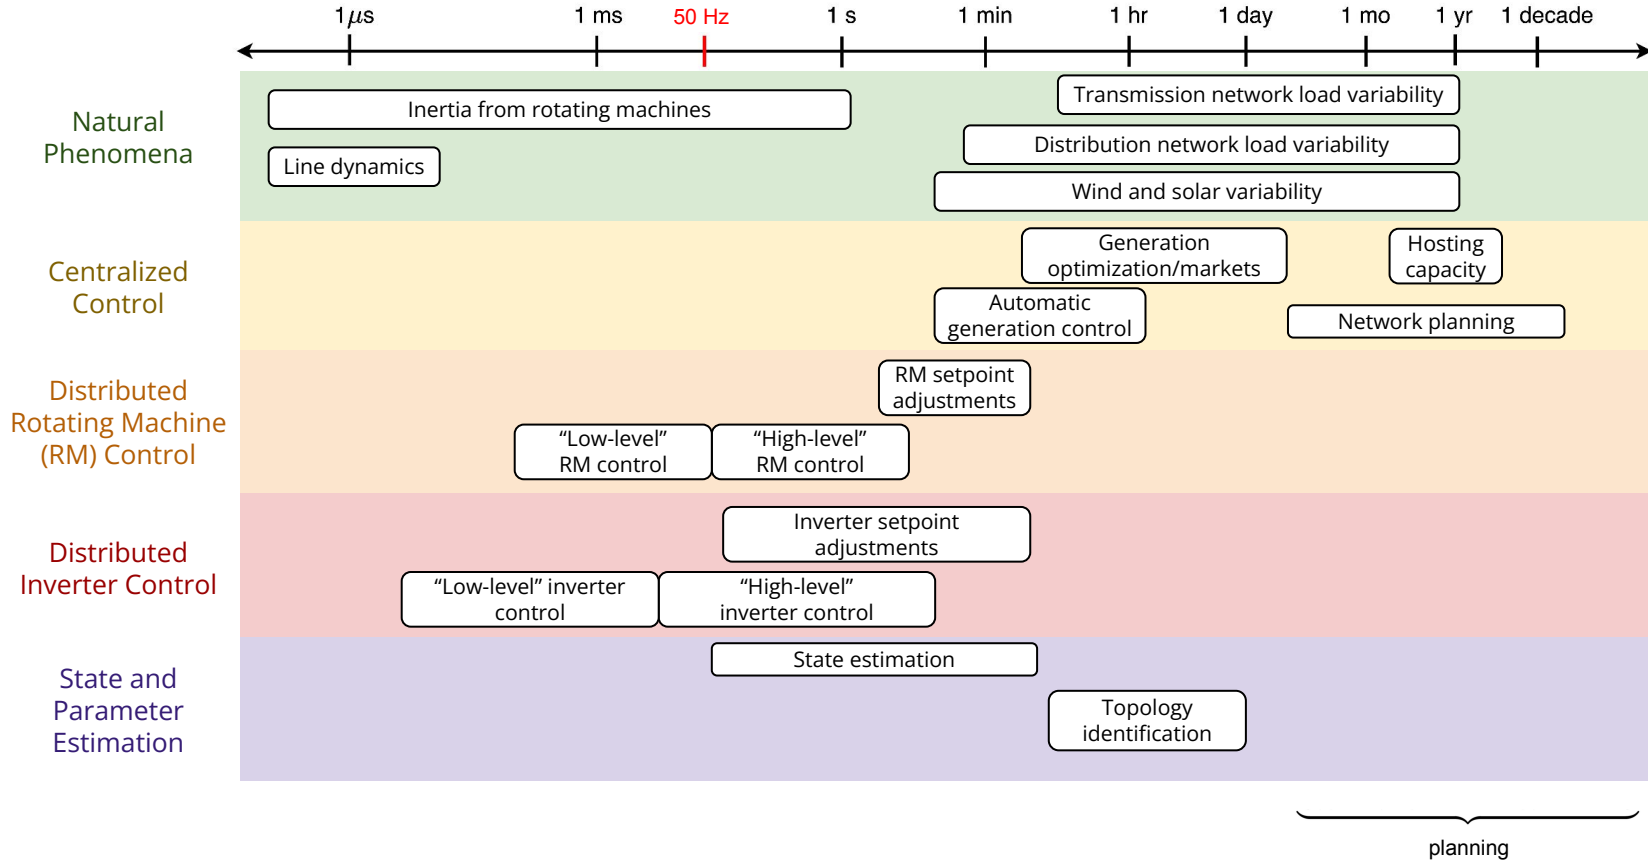 1μs
1 ms
50 Hz
1 s
1 min
1 hr
1 day
1 mo
1 yr
1 decade
Natural
Phenomena
Inertia from rotating machines
Line dynamics
Transmission network load variability
Distribution network load variability
Wind and solar variability
Centralized
Control
Generation
optimization/markets
Hosting
capacity
Automatic
generation control
Network planning
Distributed
Rotating Machine
(RM) Control
RM setpoint
adjustments
“Low-level”
RM control
“High-level”
RM control
Distributed
Inverter Control
Inverter setpoint
adjustments
“Low-level” inverter
control
“High-level”
inverter control
State and
Parameter
Estimation
State estimation
Topology
identification
planning